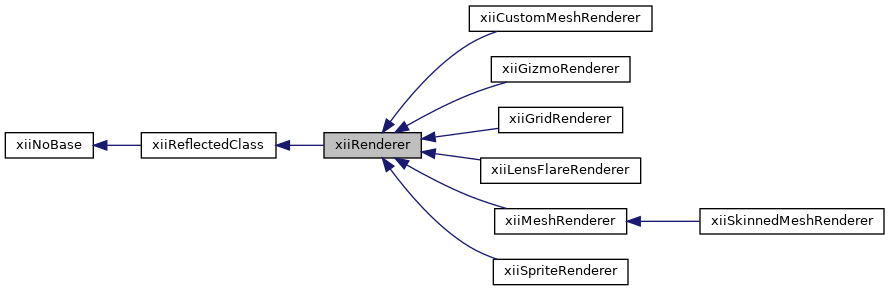 xiiCustomMeshRenderer
xiiGizmoRenderer
xiiGridRenderer
xiiNoBase
xiiReflectedClass
xiiRenderer
xiiLensFlareRenderer
xiiMeshRenderer
xiiSkinnedMeshRenderer
xiiSpriteRenderer